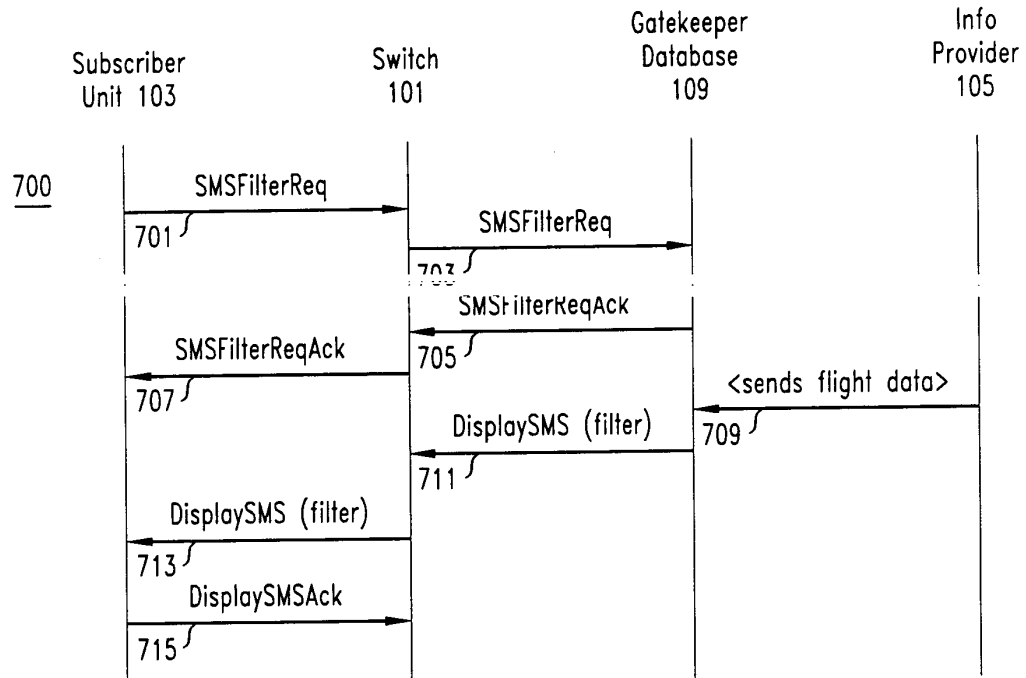 Subscriber
Unit 103
Switch
101
Gatekeeper
Database
109
Info
Provider
105
700
SMSFilterReq
701
SMSFilterReq
703
SMSFilterReqAck
705
SMSFilterReqAck
707
<sends flight data>
709
DisplaySMS (filter)
711
DisplaySMS (filter)
713
DisplaySMSAck
715